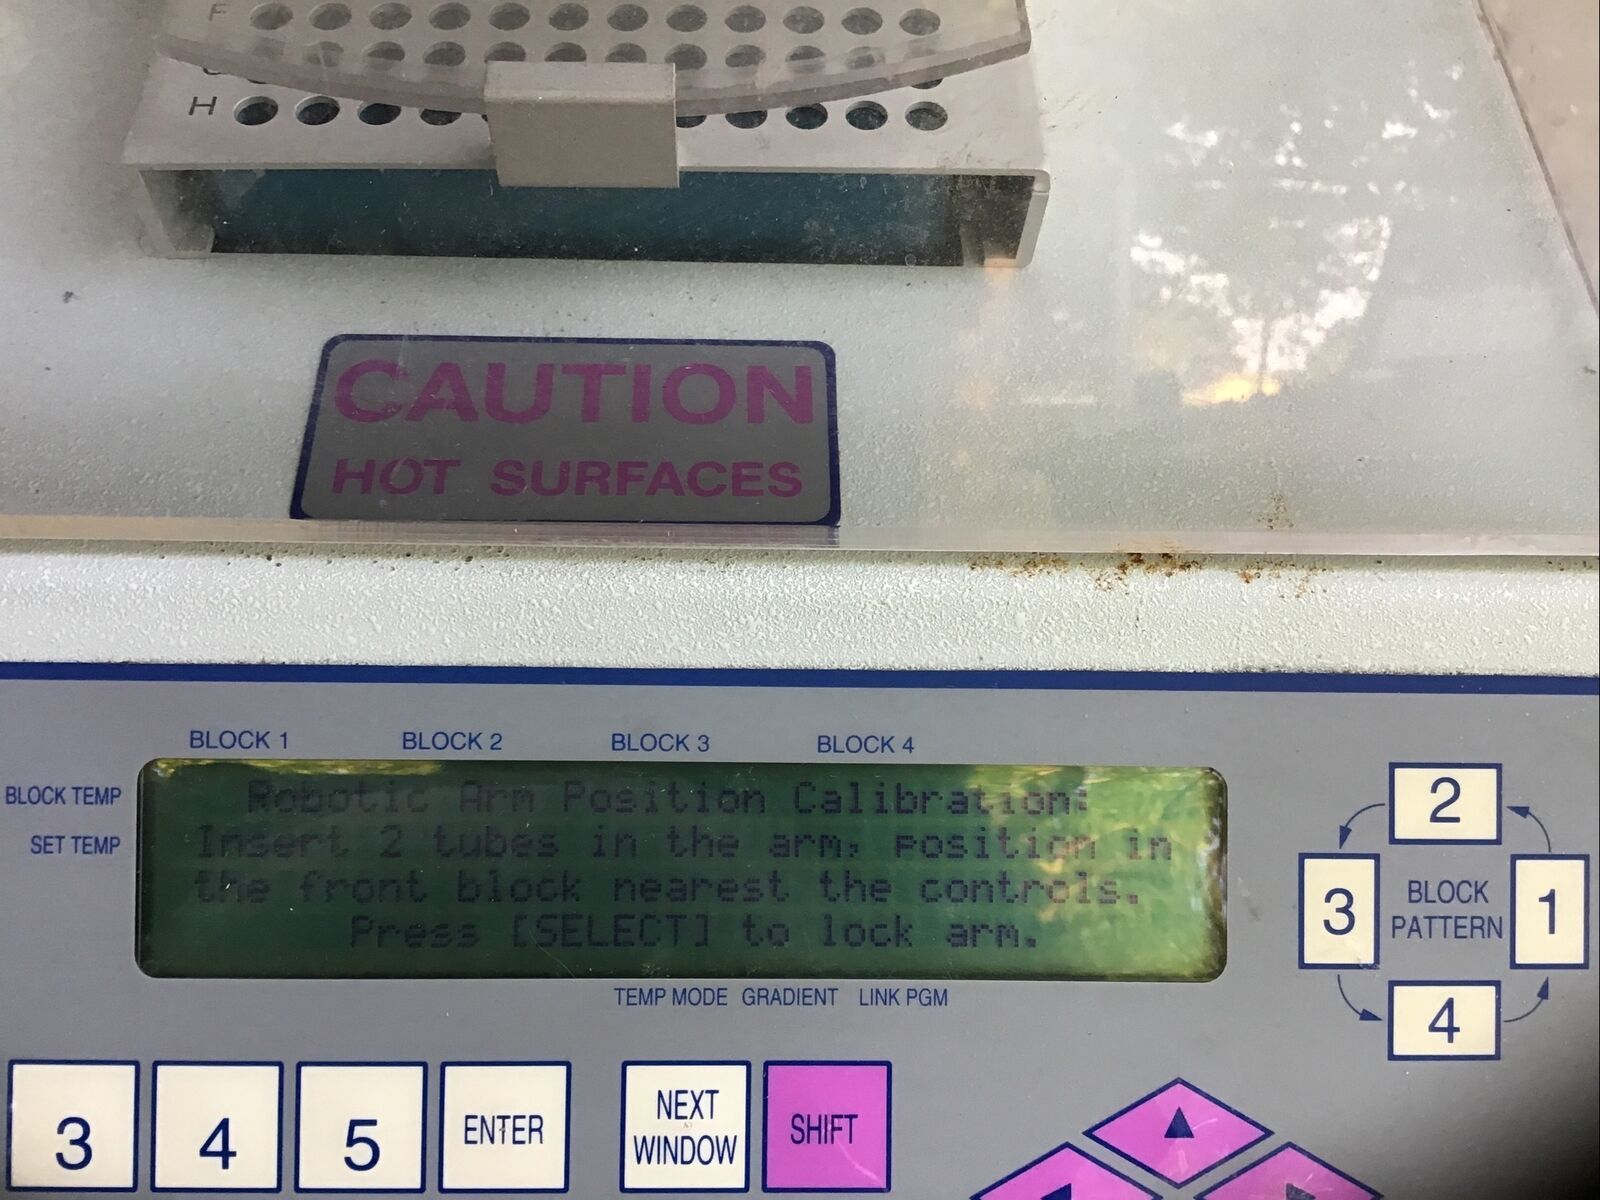 F
H
CAUTION
HOT SURFACES
BLOCK 1 BLOCK 2 BLOCK 3 BLOCK 4
BLOCK TEMP
SET TEMP
Robotic Arm Position Calibration:
Insert 2 tubes in the arm, position in
the front block nearest the controls.
Press [SELECT] to lock arm.
TEMP MODE GRADIENT LINK PGM
2
3
BLOCK
PATTERN
1
4
3
4
5
ENTER
NEXT
WINDOW
SHIFT